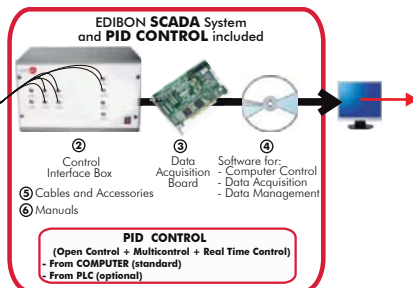 EDIBON SCADA System
and PID CONTROL included
2
Control
Interface Box
3
Data
Acquisition
Board
4
Software for:
- Computer Control
- Data Acquisition
- Data Management
5 Cables and Accessories
6 Manuals
PID CONTROL
(Open Control + Multicontrol + Real Time Control)
- From COMPUTER (standard)
- From PLC (optional)